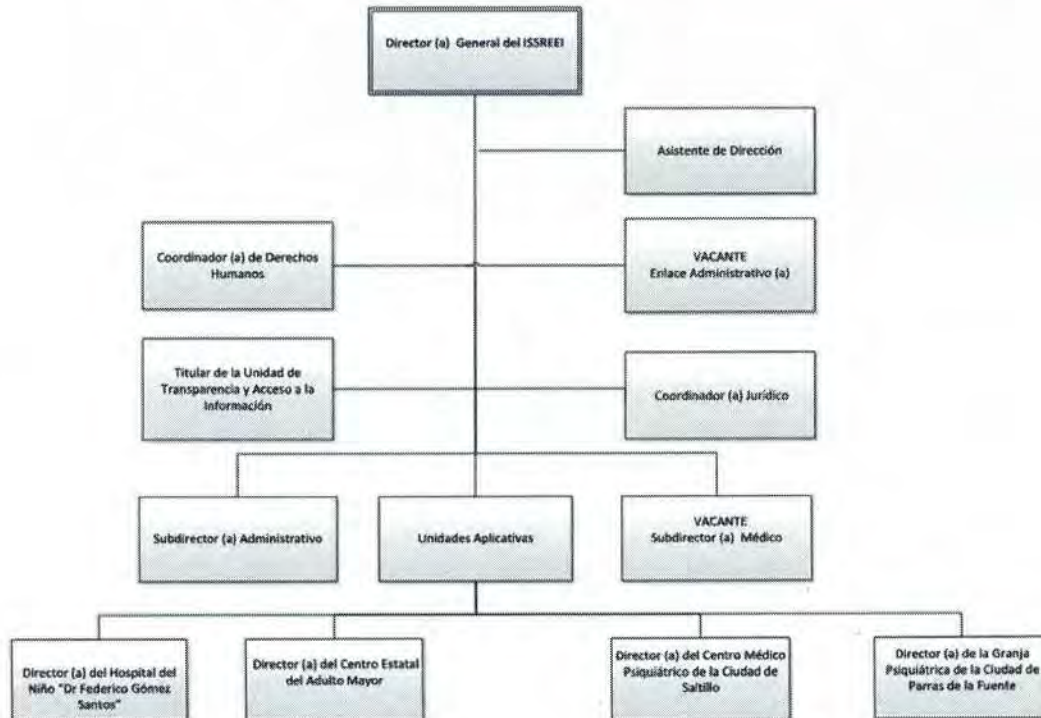 Director (a) General del ISSREEI
Asistente de Dirección
Coordinador (a) de Derechos
Humanos
VACANTE
Enlace Administrativo (a)
Titular de la Unidad de
Transparencia y Acceso a la
Información
Coordinador (a) Jurídico
Subdirector (a) Administrativo
Unidades Aplicativas
VACANTE
Subdirector (a) Médico
Director (a) del Hospital del
Niño "Dr Federico Gómez
Santos"
Director (a) del Centro Estatal
del Adulto Mayor
Director (a) del Centro Médico
Psiquiátrico de la Ciudad de
Saltillo
Director (a) de la Granja
Psiquiátrica de la Ciudad de
Parras de la Fuente